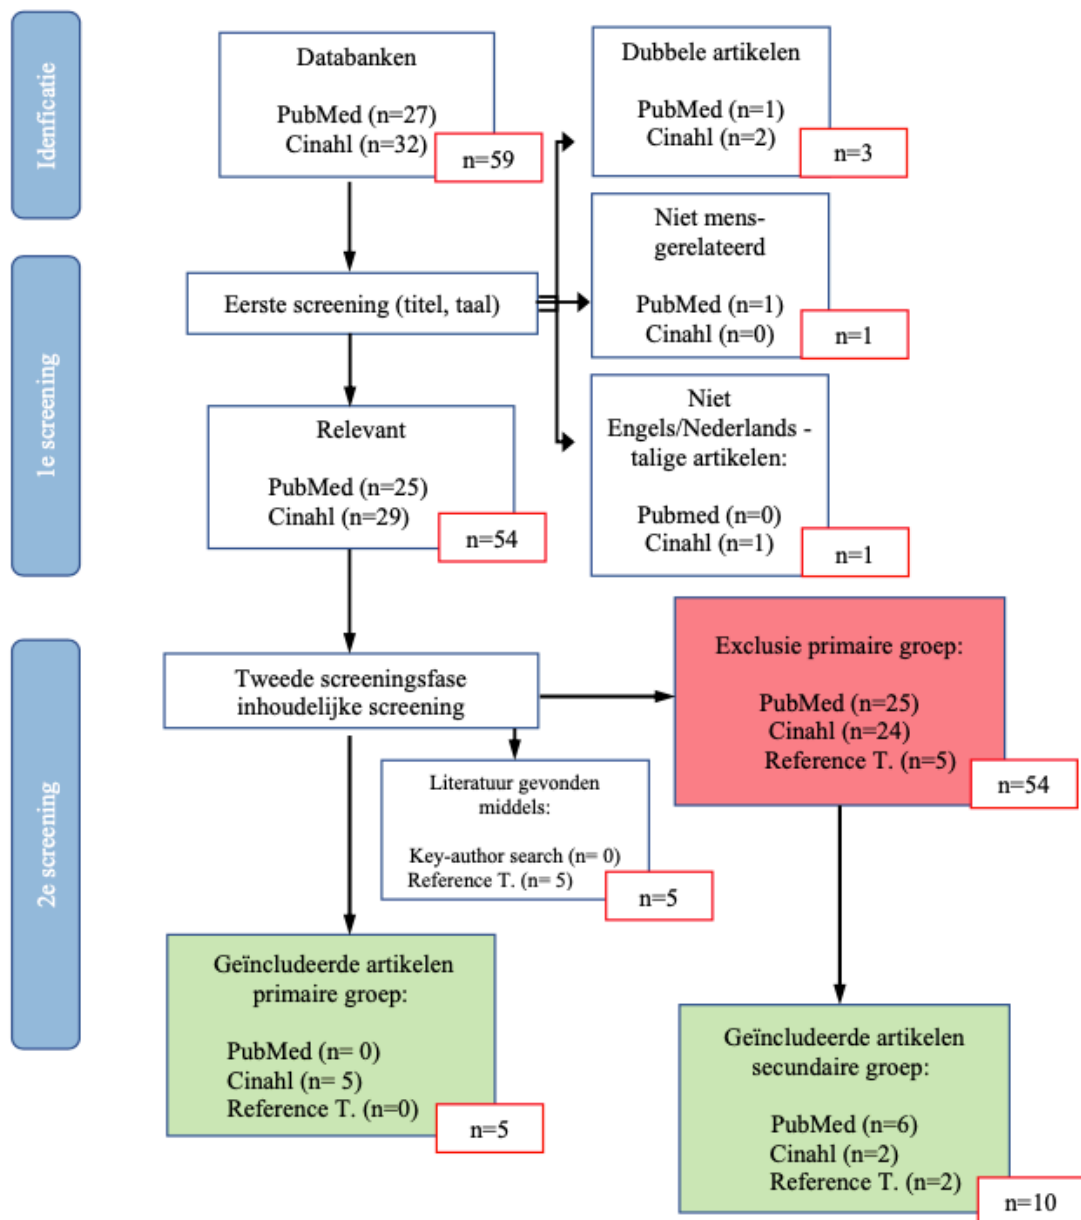 Idenficatie
Databanken
PubMed (n=27)
Cinahl (n=32)
n=59
Dubbele artikelen
PubMed (n=1)
Cinahl (n=2)
n=3
Niet mens-
gerelateerd
PubMed (n=1)
Cinahl (n=0)
n=1
1e screening
Eerste screening (titel, taal)
Relevant
PubMed (n=25)
Cinahl (n=29)
n=54
Niet
Engels/Nederlands -
talige artikelen:
Pubmed (n=0)
Cinahl (n=1)
n=1
2e screening
Tweede screeningsfase
inhoudelijke screening
Exclusie primaire groep:
PubMed (n=25)
Cinahl (n=24)
Reference T. (n=5)
n=54
Literatuur gevonden
middels:
Key-author search (n= 0)
Reference T. (n= 5)
n=5
Geïncludeerde artikelen
primaire groep:
PubMed (n= 0)
Cinahl (n= 5)
Reference T. (n=0)
n=5
Geïncludeerde artikelen
secundaire groep:
PubMed (n=6)
Cinahl (n=2)
Reference T. (n=2)
n=10